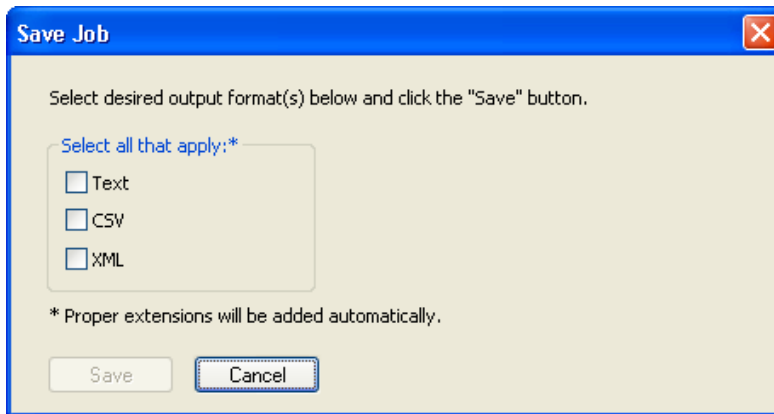 Save Job
Select desired output format(s) below and click the "Save" button.
Select all that apply:*
Text
CSV
XML
* Proper extensions will be added automatically.
Save
Cancel